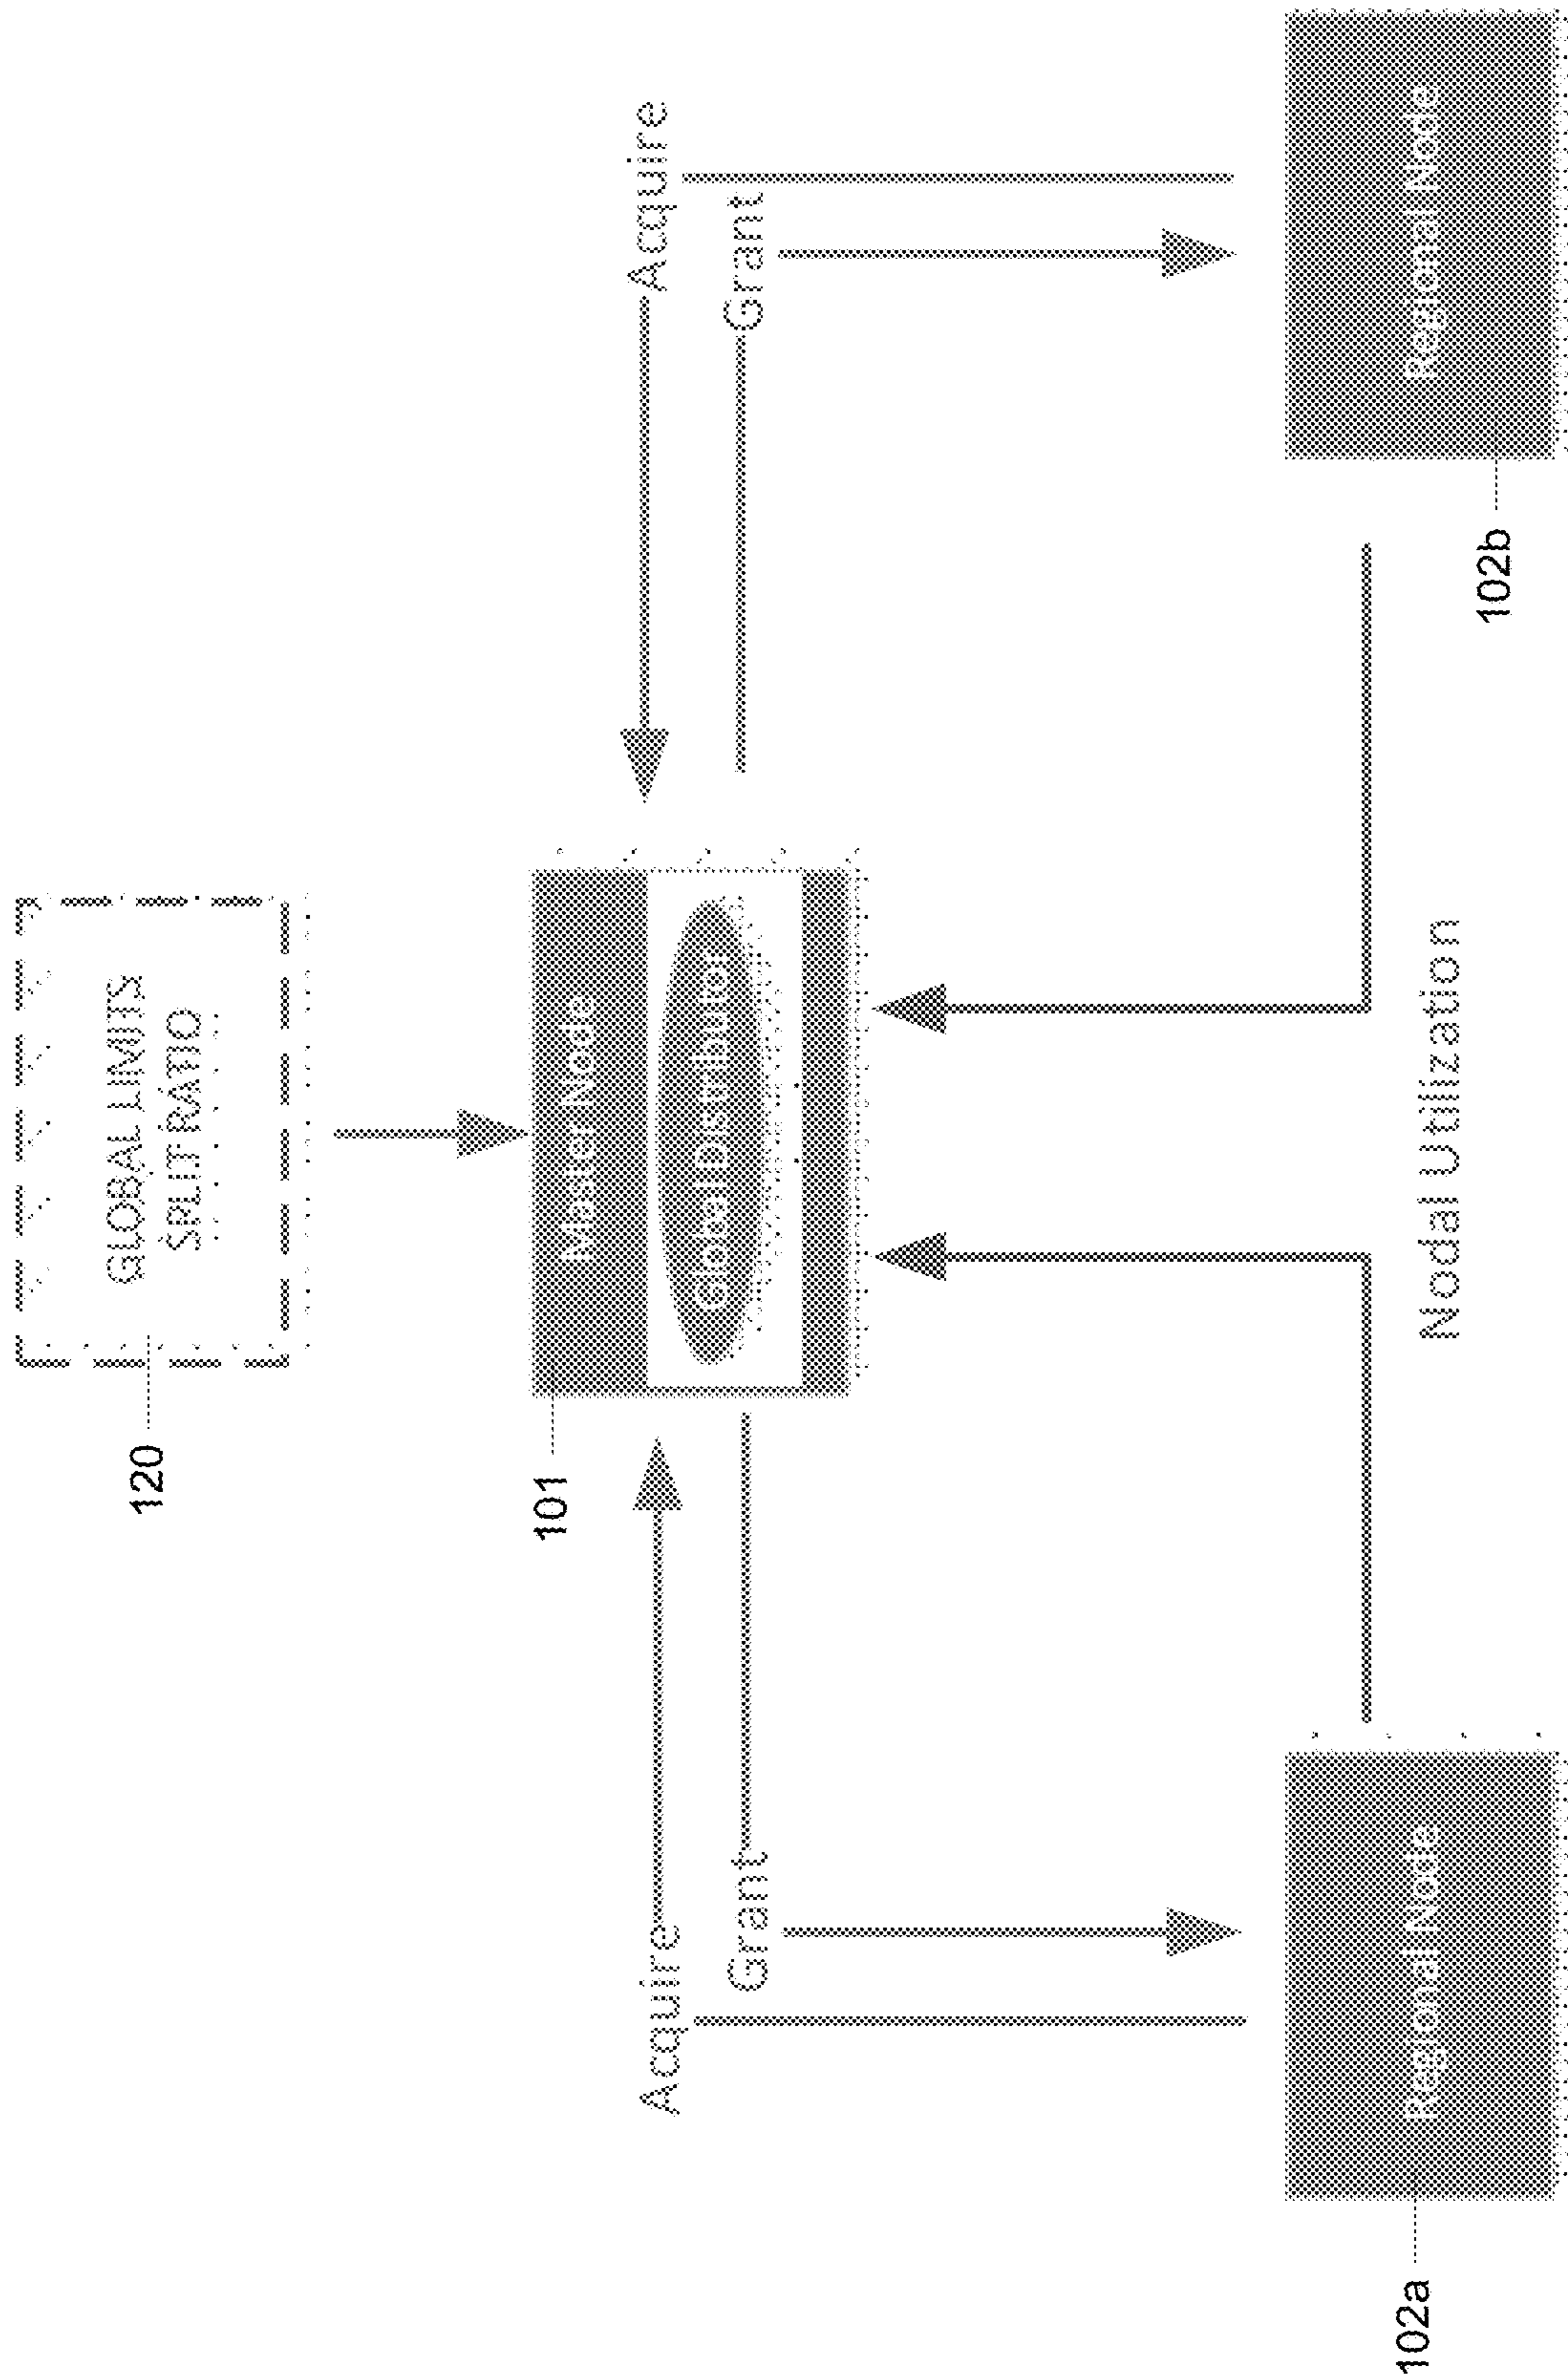 GLOBAL LIMITS
SPLIT RATIO
120
101
Master Node
Global Distributor
Acquire
Grant
Acquire
Grant
Regional Node
102a
Regional Node
102b
Nodal Utilization